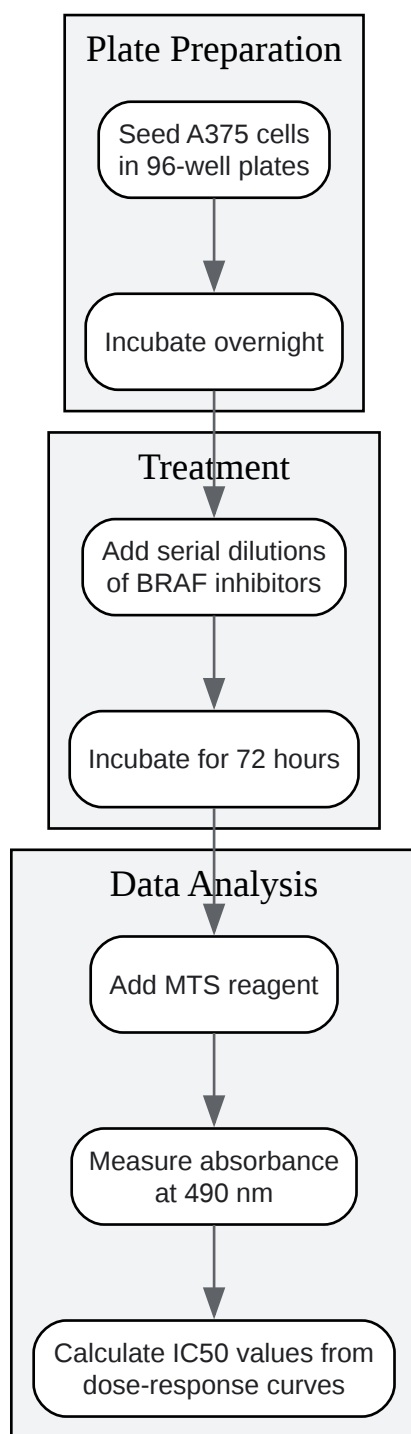 Plate Preparation
Seed A375 cells
in 96-well plates
Incubate overnight
Treatment
Add serial dilutions
of BRAF inhibitors
Incubate for 72 hours
Data Analysis
Add MTS reagent
Measure absorbance
at 490 nm
Calculate IC50 values from
dose-response curves